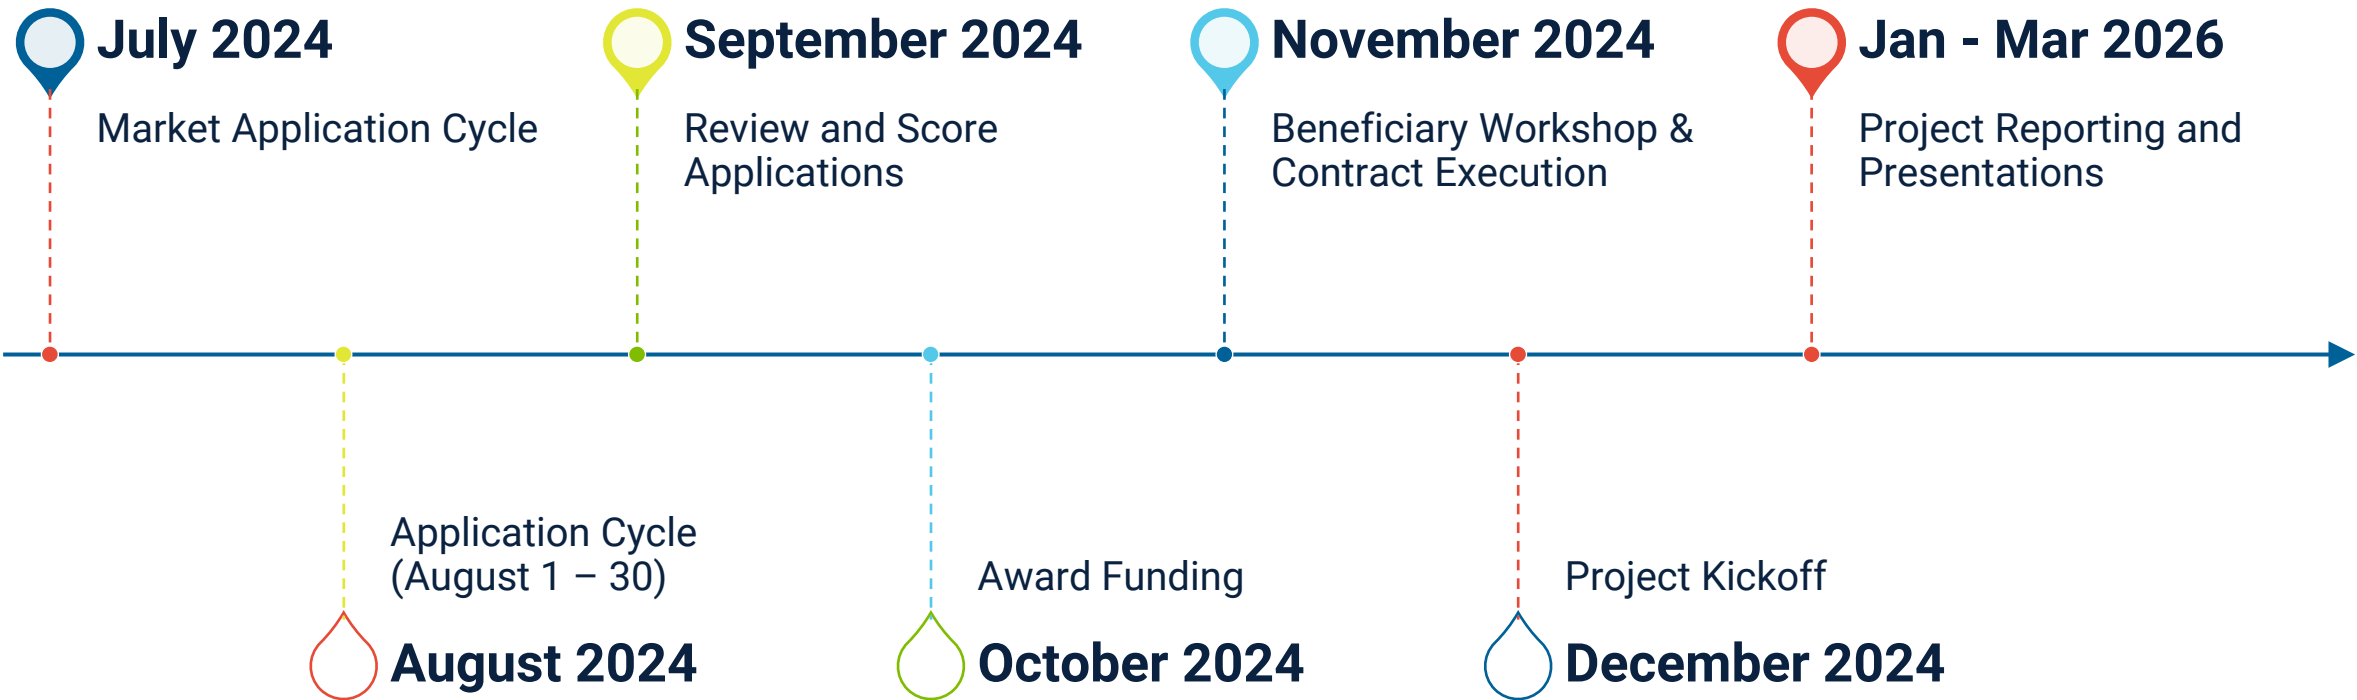 July 2024
Market Application Cycle
September 2024
Review and Score
Applications
November 2024
Beneficiary Workshop &
Contract Execution
Jan - Mar 2026
Project Reporting and
Presentations
Application Cycle
(August 1 – 30)
August 2024
Award Funding
October 2024
Project Kickoff
December 2024